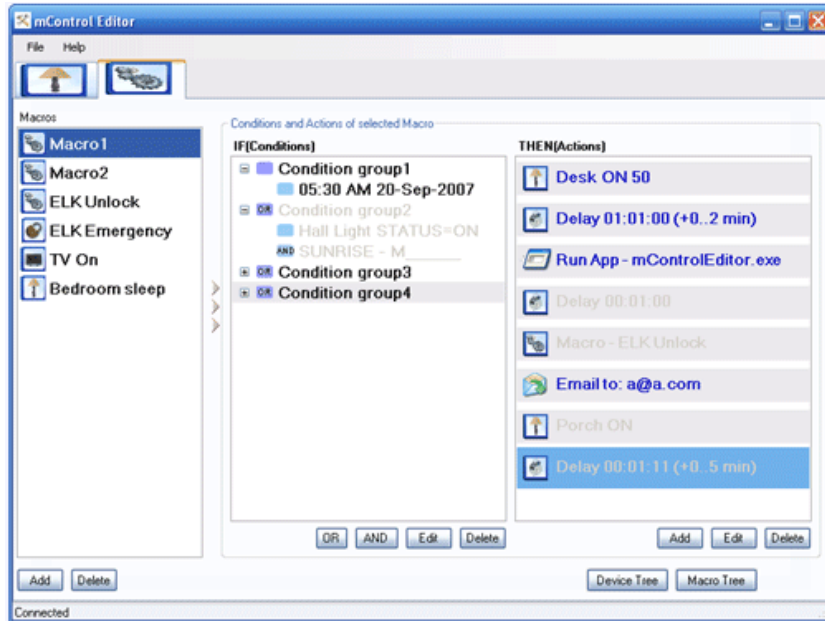 mControl Editor
File Help
Macros
Macro1
Macro2
ELK Unlock
ELK Emergency
TV On
Bedroom sleep
Add Delete
Conditions and Actions of selected Macro
IF(Conditions)
Condition group1
05:30 AM 20-Sep-2007
OR Condition group2
Hall Light STATUS=ON
AND SUNRISE - M______
OR Condition group3
OR Condition group4
OR AND Edit Delete
THEN(Actions)
Desk ON 50
Delay 01:01:00 (+0..2 min)
Run App - mControlEditor.exe
Delay 00:01:00
Macro - ELK Unlock
Email to: a@a.com
Porch ON
Delay 00:01:11 (+0..5 min)
Add Edit Delete
Device Tree Macro Tree
Connected